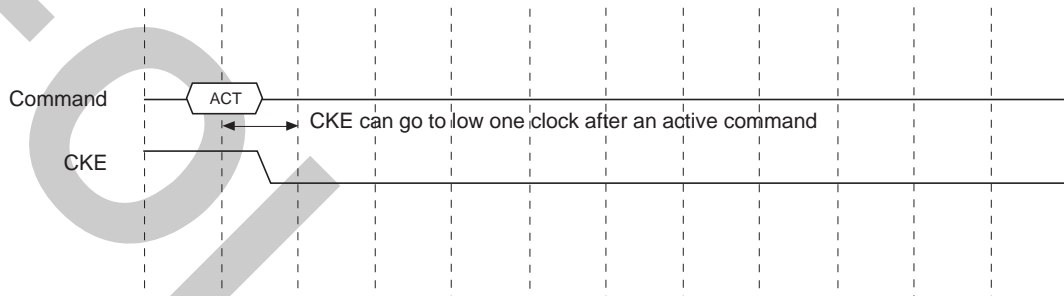 Command
ACT
CKE can go to low one clock after an active command
CKE